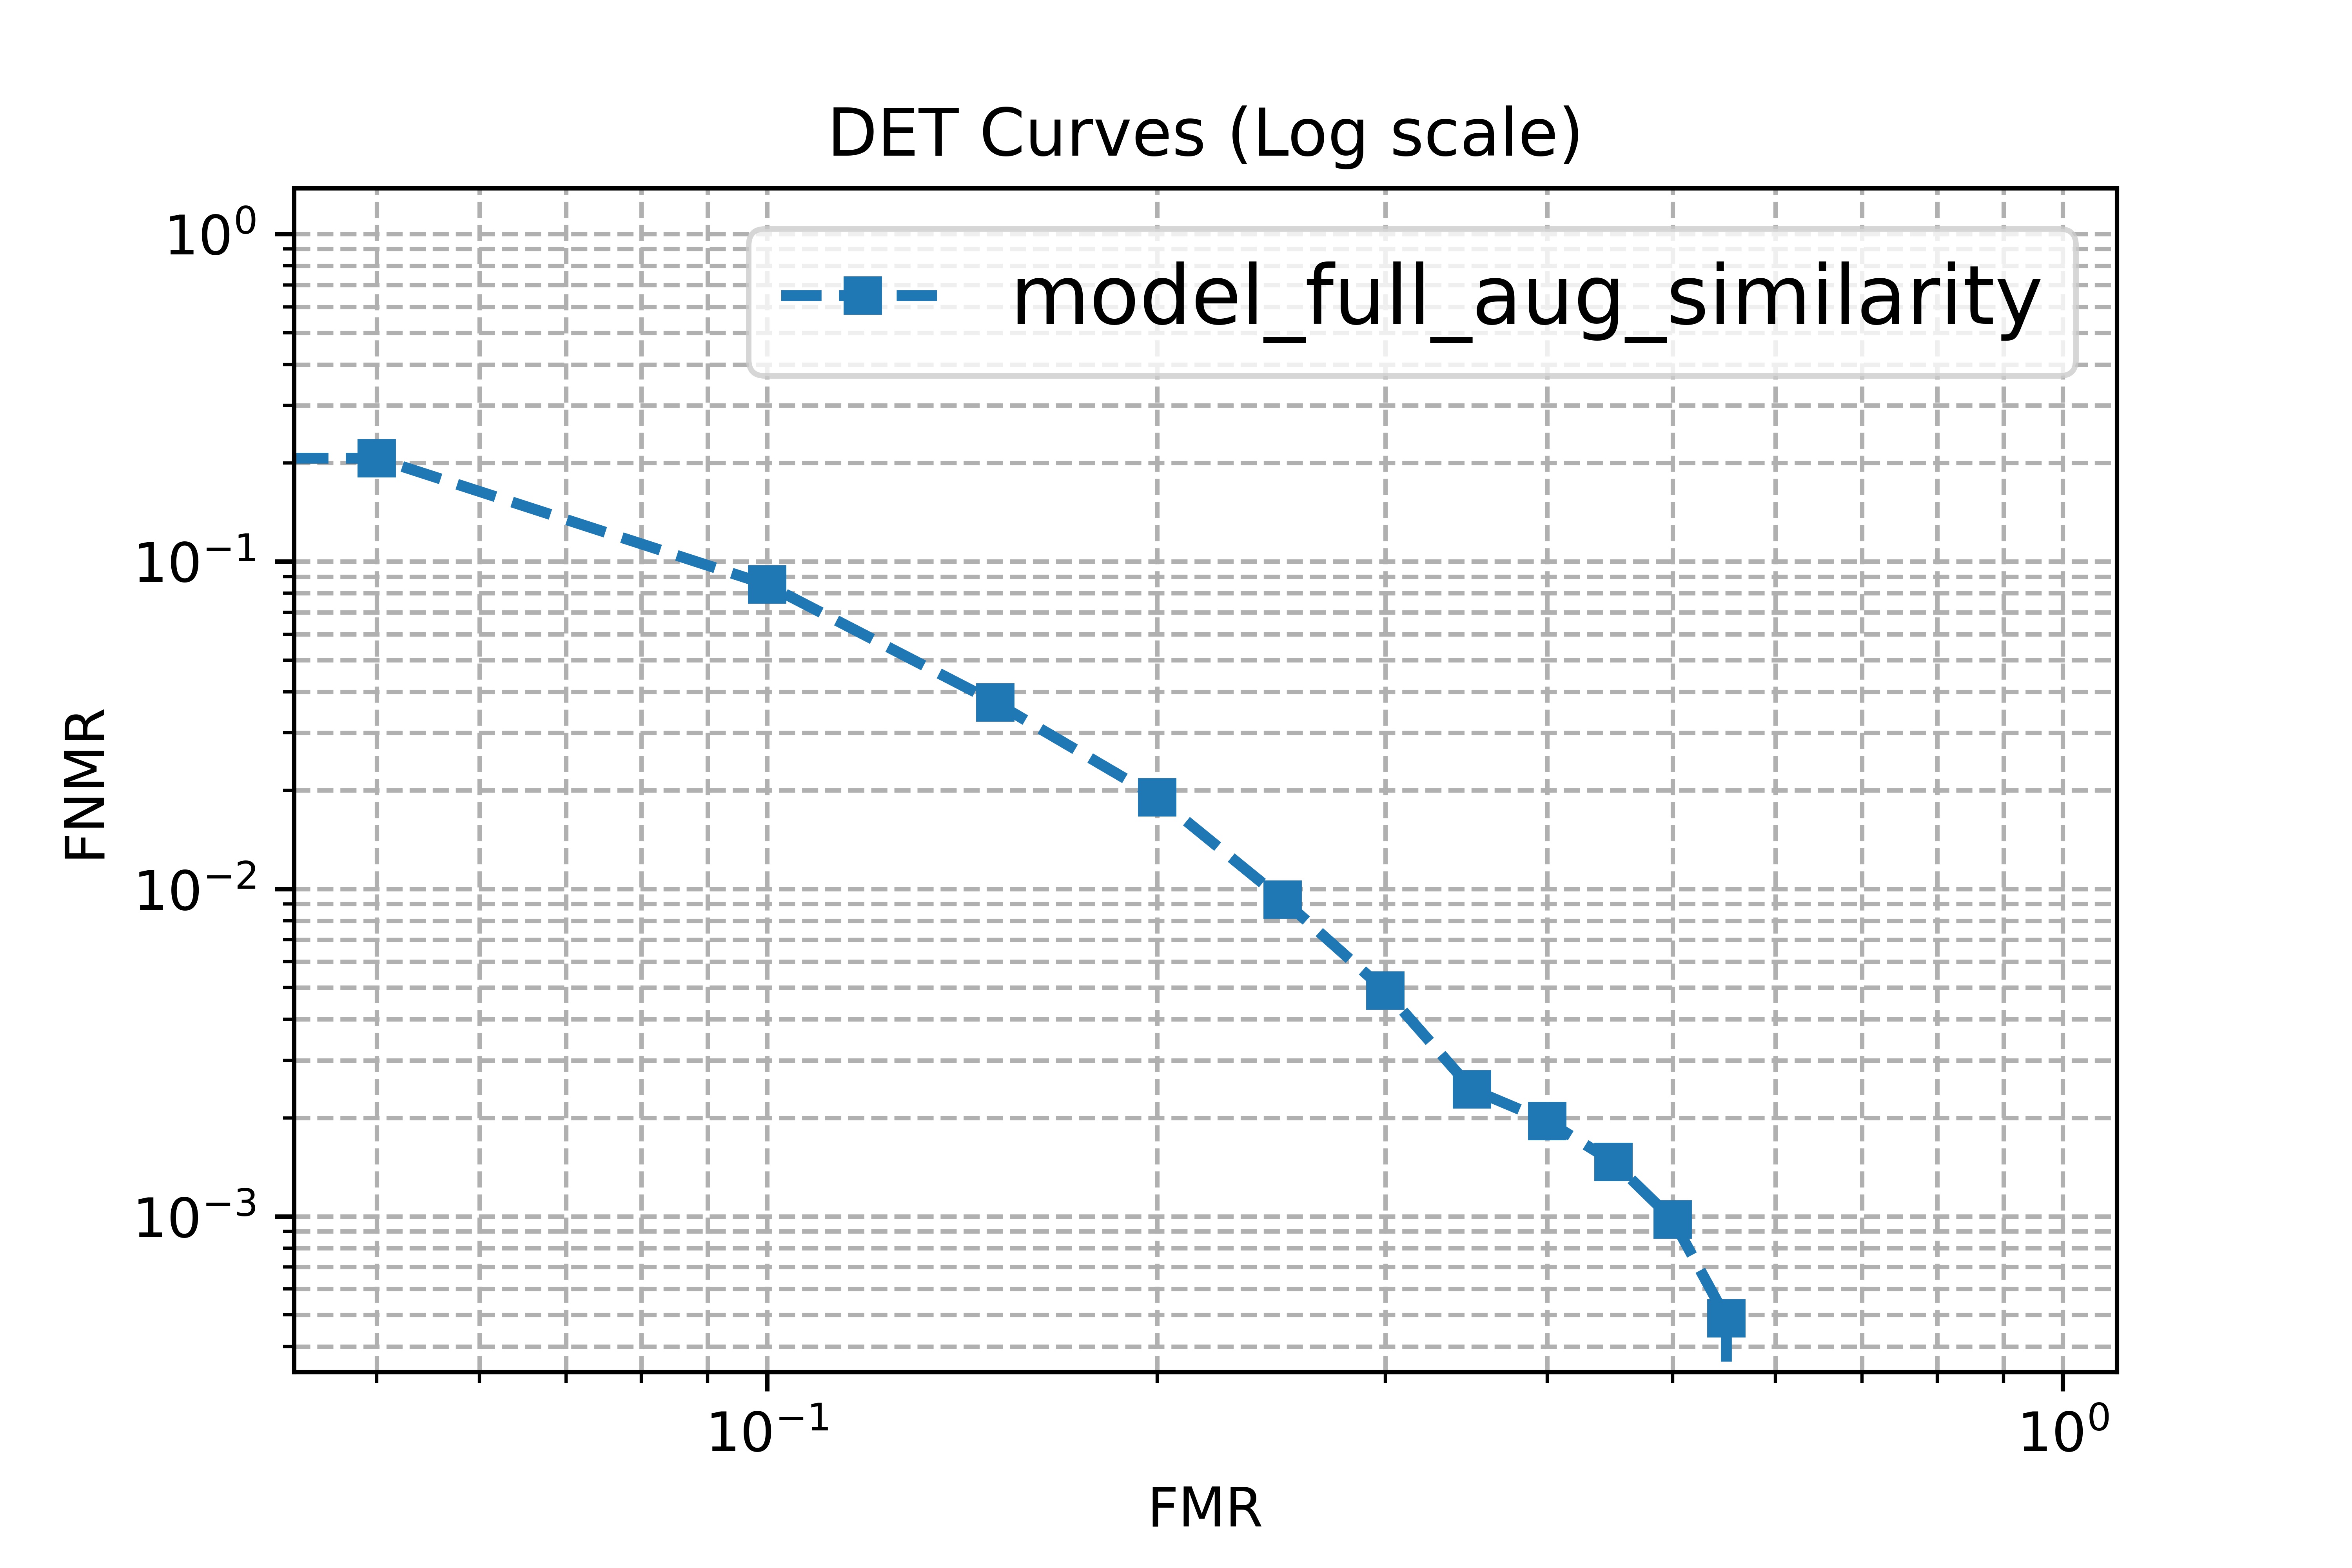 DET Curves (Log scale)
model_full_aug_similarity
10⁰
10⁻¹
10⁻²
10⁻³
FNMR
10⁻¹
10⁰
FMR